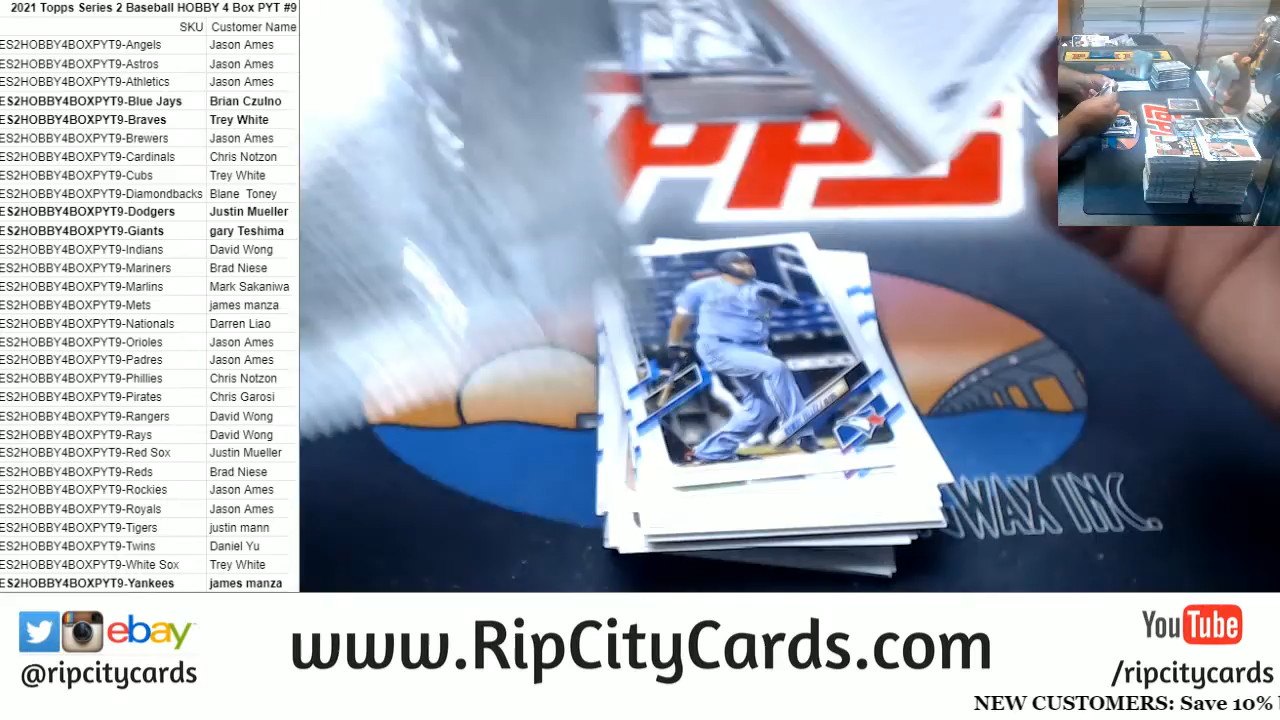 2021 Topps Series 2 Baseball HOBBY 4 Box PYT #9
SKU Customer Name
ES2HOBBY4BOXPYT9-Angels Jason Ames
ES2HOBBY4BOXPYT9-Astros Jason Ames
ES2HOBBY4BOXPYT9-Athletics Jason Ames
ES2HOBBY4BOXPYT9-Blue Jays Brian Czulno
ES2HOBBY4BOXPYT9-Braves Trey White
ES2HOBBY4BOXPYT9-Brewers Jason Ames
ES2HOBBY4BOXPYT9-Cardinals Chris Notzon
ES2HOBBY4BOXPYT9-Cubs Trey White
ES2HOBBY4BOXPYT9-Diamondbacks Blane Toney
ES2HOBBY4BOXPYT9-Dodgers Justin Mueller
ES2HOBBY4BOXPYT9-Giants gary Teshima
ES2HOBBY4BOXPYT9-Indians David Wong
ES2HOBBY4BOXPYT9-Mariners Brad Niese
ES2HOBBY4BOXPYT9-Marlins Mark Sakaniwa
ES2HOBBY4BOXPYT9-Mets james manza
ES2HOBBY4BOXPYT9-Nationals Darren Liao
ES2HOBBY4BOXPYT9-Orioles Jason Ames
ES2HOBBY4BOXPYT9-Padres Jason Ames
ES2HOBBY4BOXPYT9-Phillies Chris Notzon
ES2HOBBY4BOXPYT9-Pirates Chris Garosi
ES2HOBBY4BOXPYT9-Rangers David Wong
ES2HOBBY4BOXPYT9-Rays David Wong
ES2HOBBY4BOXPYT9-Red Sox Justin Mueller
ES2HOBBY4BOXPYT9-Reds Brad Niese
ES2HOBBY4BOXPYT9-Rockies Jason Ames
ES2HOBBY4BOXPYT9-Royals Jason Ames
ES2HOBBY4BOXPYT9-Tigers justin mann
ES2HOBBY4BOXPYT9-Twins Daniel Yu
ES2HOBBY4BOXPYT9-White Sox Trey White
ES2HOBBY4BOXPYT9-Yankees james manza
PPS
WAX INC.
ebay
@ripcitycards
www.RipCityCards.com
YouTube
/ripcitycards
NEW CUSTOMERS: Save 10%